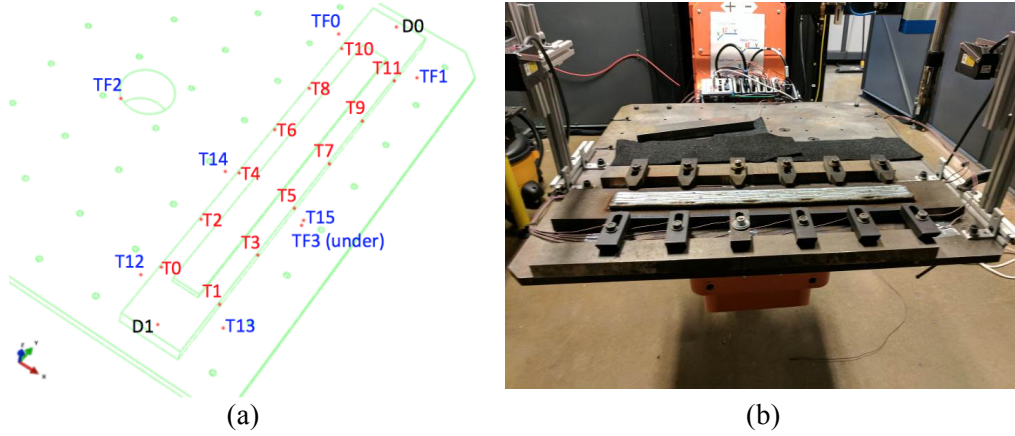 TF0
D0
T10
T11
TF1
TF2
T8
T9
T6
T7
T14
T4
T5
T2
T15
TF3 (under)
T3
T12
T0
T1
D1
T13
Z
Y
X
+ -
(a)
(b)